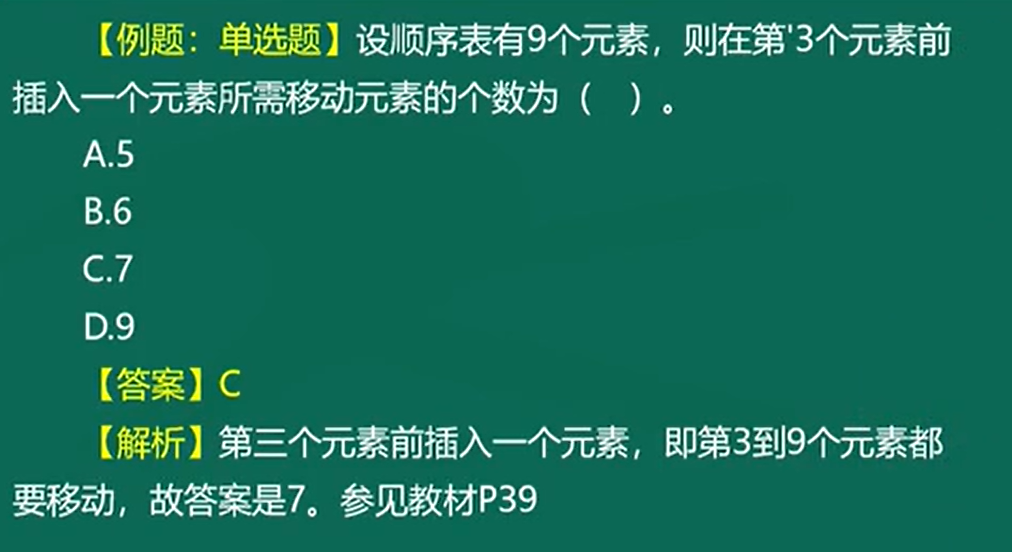 【例题：单选题】设顺序表有9个元素，则在第'3个元素前
插入一个元素所需移动元素的个数为（　）。
A.5
B.6
C.7
D.9
【答案】C
【解析】第三个元素前插入一个元素，即第3到9个元素都
要移动，故答案是7。参见教材P39